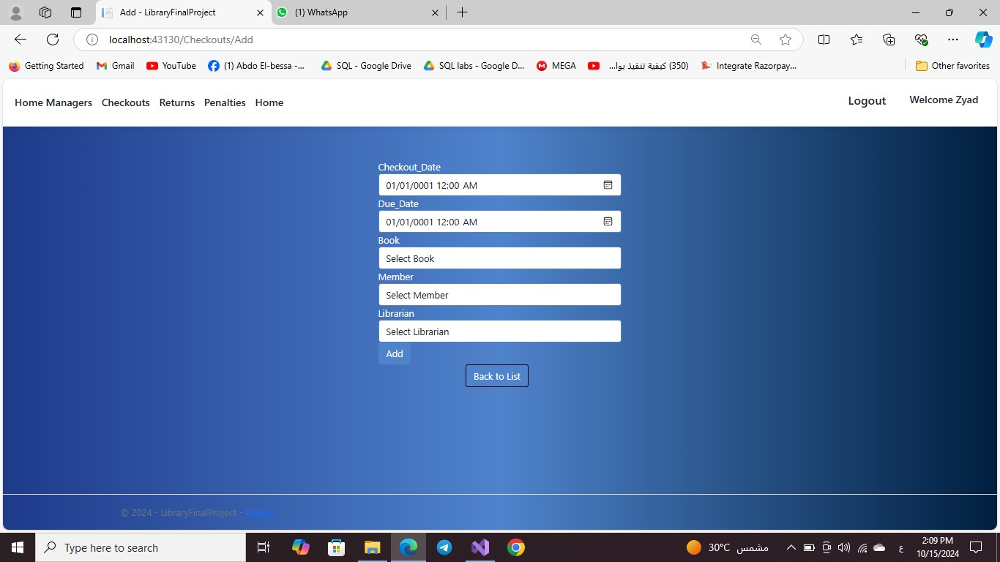 Add - LibraryFinalProject
(1) WhatsApp
localhost:43130/Checkouts/Add
Getting Started
Gmail
YouTube
(1) Abdo El-bessa -...
SQL - Google Drive
SQL labs - Google D...
MEGA
(350) كيفية تنفيذ بوا...
Integrate Razorpay...
Other favorites
Home Managers Checkouts Returns Penalties Home
Logout
Welcome Zyad
Checkout_Date
01/01/0001 12:00 AM
Due_Date
01/01/0001 12:00 AM
Book
Select Book
Member
Select Member
Librarian
Select Librarian
Add
Back to List
© 2024 - LibraryFinalProject - Privacy
Type here to search
30°C مشمس
ع
2:09 PM
10/15/2024